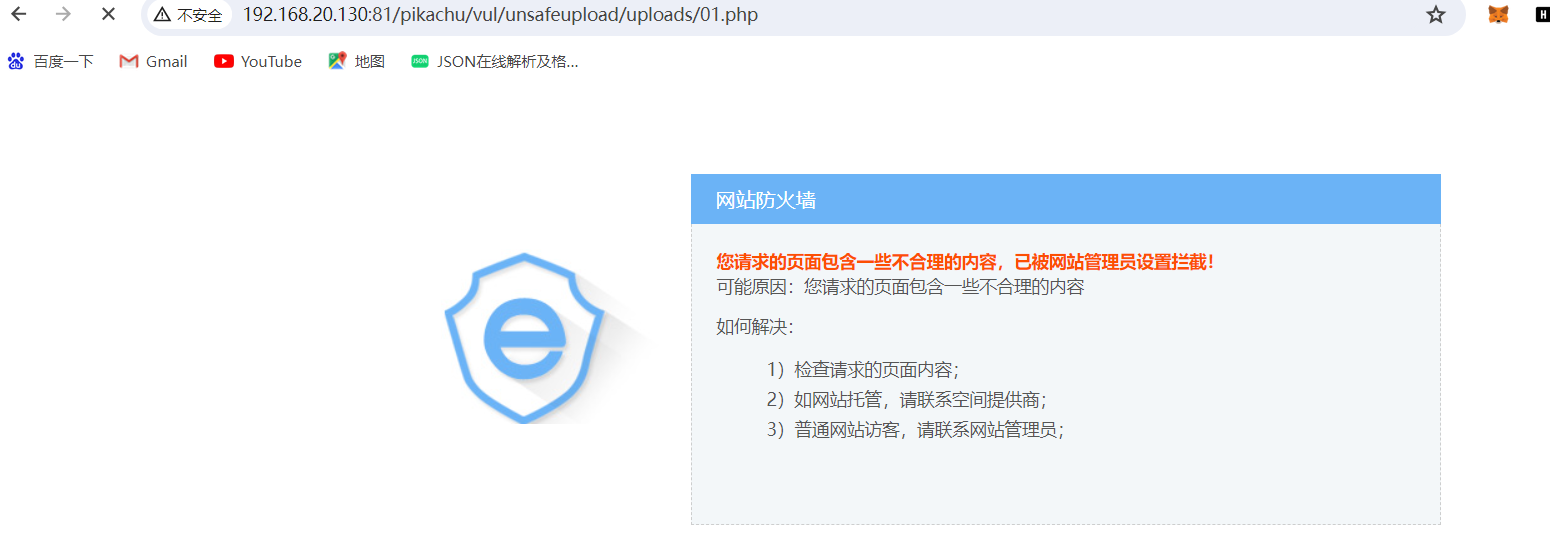 不安全 192.168.20.130:81/pikachu/vul/unsafeupload/uploads/01.php
百度一下 Gmail YouTube 地图 JSON JSON在线解析及格...
网站防火墙
您请求的页面包含一些不合理的内容，已被网站管理员设置拦截！
可能原因：您请求的页面包含一些不合理的内容
如何解决：
1）检查请求的页面内容；
2）如网站托管，请联系空间提供商；
3）普通网站访客，请联系网站管理员；